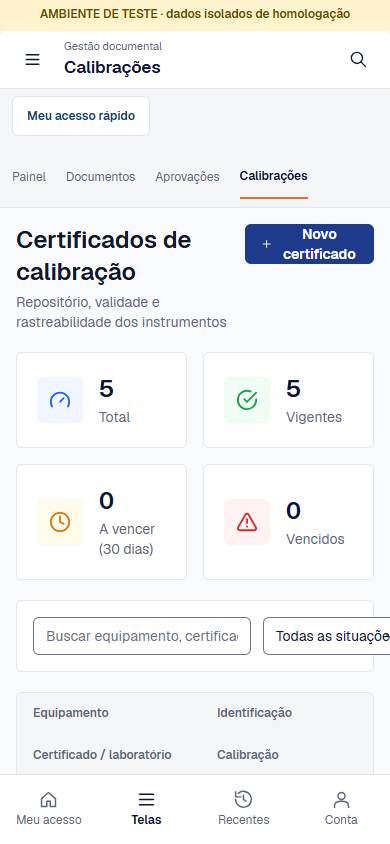 AMBIENTE DE TESTE · dados isolados de homologação
Gestão documental
Calibrações
Meu acesso rápido
Painel
Documentos
Aprovações
Calibrações
Certificados de
calibração
Novo
certificado
Repositório, validade e
rastreabilidade dos instrumentos
5
Total
5
Vigentes
0
A vencer
(30 dias)
0
Vencidos
Buscar equipamento, certifica
Todas as situaçõe
Equipamento
Identificação
Certificado / laboratório
Calibração
Meu acesso
Telas
Recentes
Conta